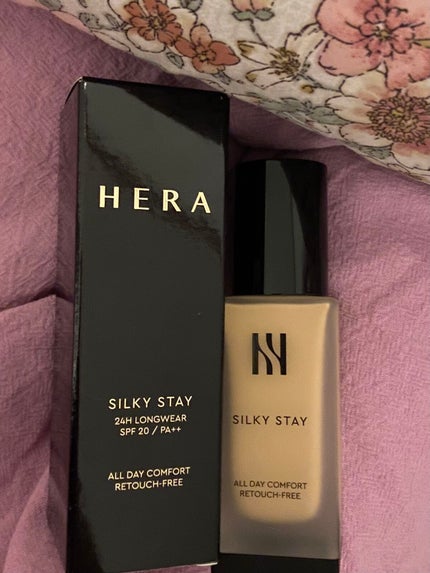 HERA
SILKY STAY
24H LONGWEAR
SPF 20 / PA++
ALL DAY COMFORT
RETOUCH-FREE
SILKY STAY
ALL DAY COMFORT
RETOUCH-FREE